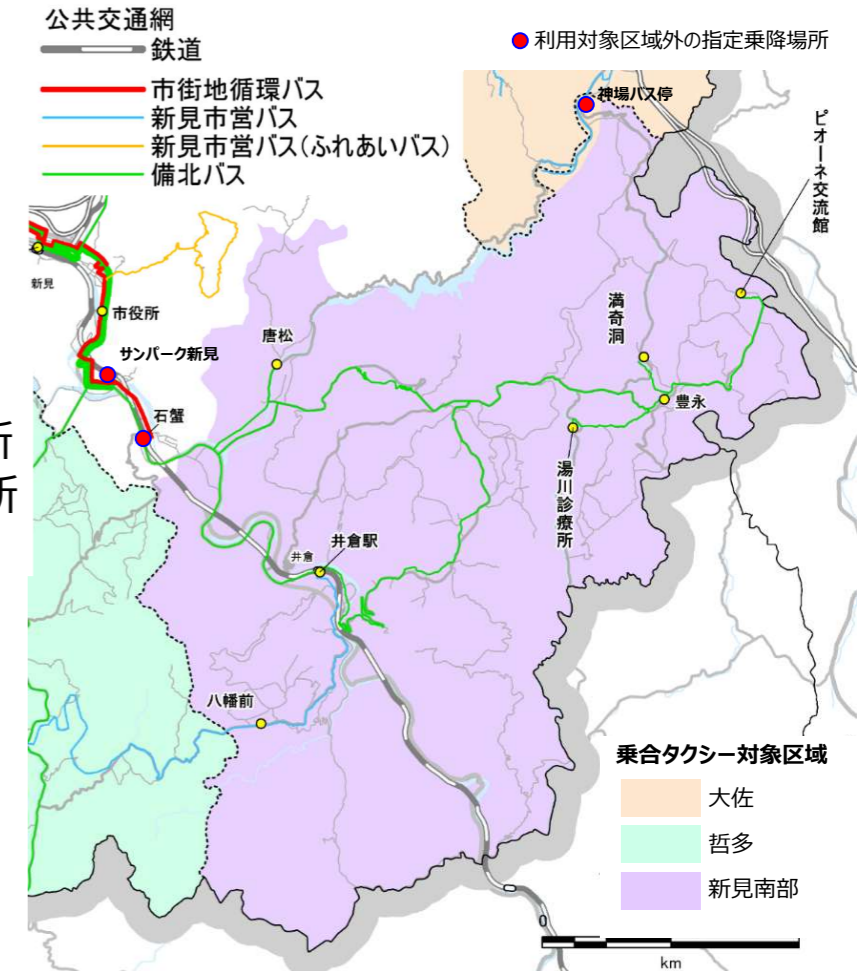 公共交通網
鉄道
市街地循環バス
新見市営バス
新見市営バス(ふれあいバス)
備北バス
利用対象区域外の指定乗降場所
神場バス停
ピオーネ交流館
新見
市役所
サンパーク新見
石蟹
唐松
満奇洞
豊永
湯川診療所
所
所
井倉
井倉駅
八幡前
乗合タクシー対象区域
大佐
哲多
新見南部
0
km